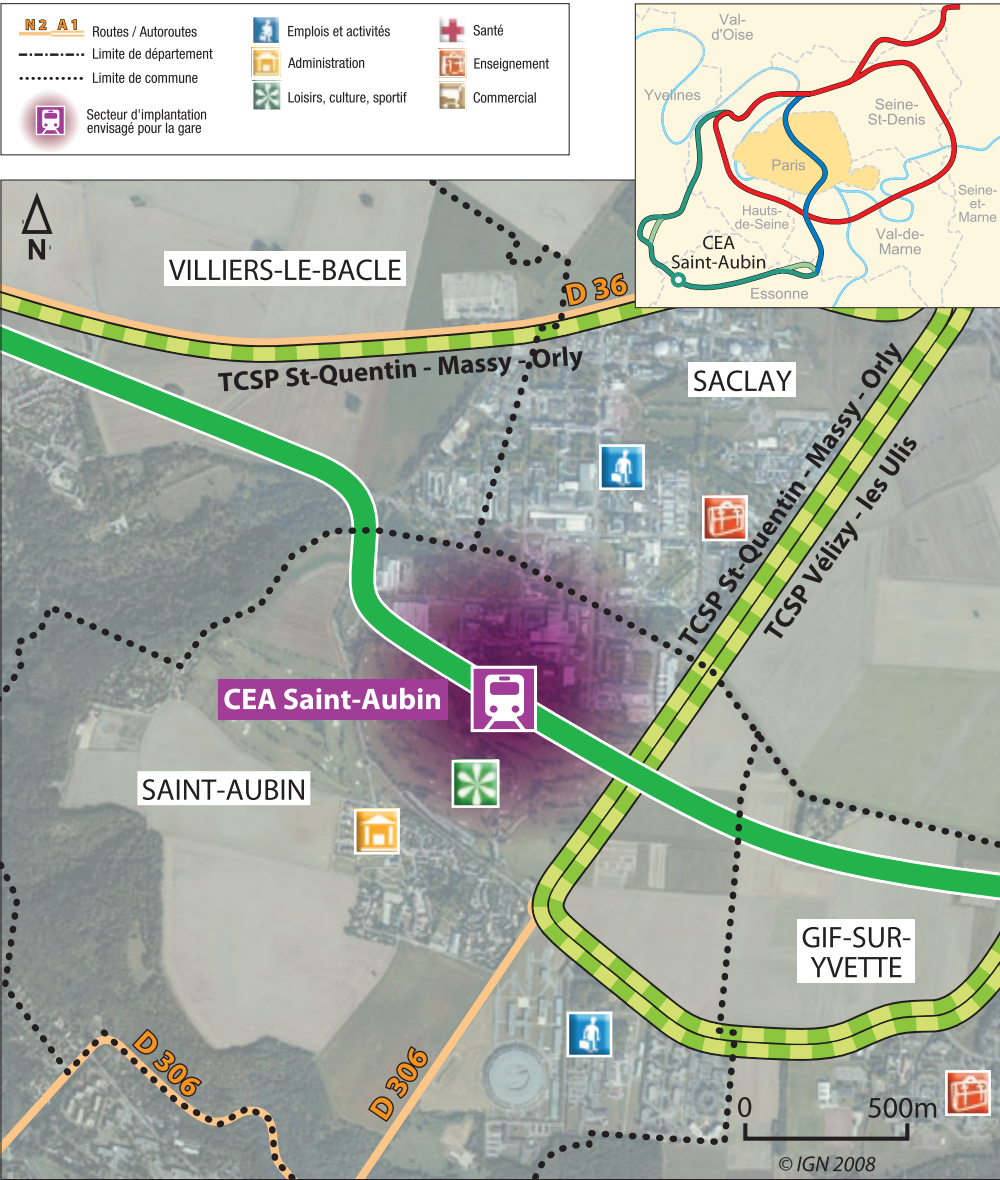 N2 A1
Routes / Autoroutes
Limite de département
Limite de commune
Secteur d'implantation
envisagé pour la gare
Emplois et activités
Administration
Loisirs, culture, sportif
Santé
Enseignement
Commercial
Val-
d'Oise
Yvelines
Seine-
St-Denis
Paris
Seine-
et-
Marne
Hauts-
de-Seine
Val-de-
Marne
CEA
Saint-Aubin
Essonne
N
VILLIERS-LE-BACLE
D 36
TCSP St-Quentin - Massy - Orly
SACLAY
TCSP St-Quentin - Massy - Orly
TCSP Vélizy - les Ulis
CEA Saint-Aubin
SAINT-AUBIN
GIF-SUR-
YVETTE
D 306
D 306
0 500m
© IGN 2008